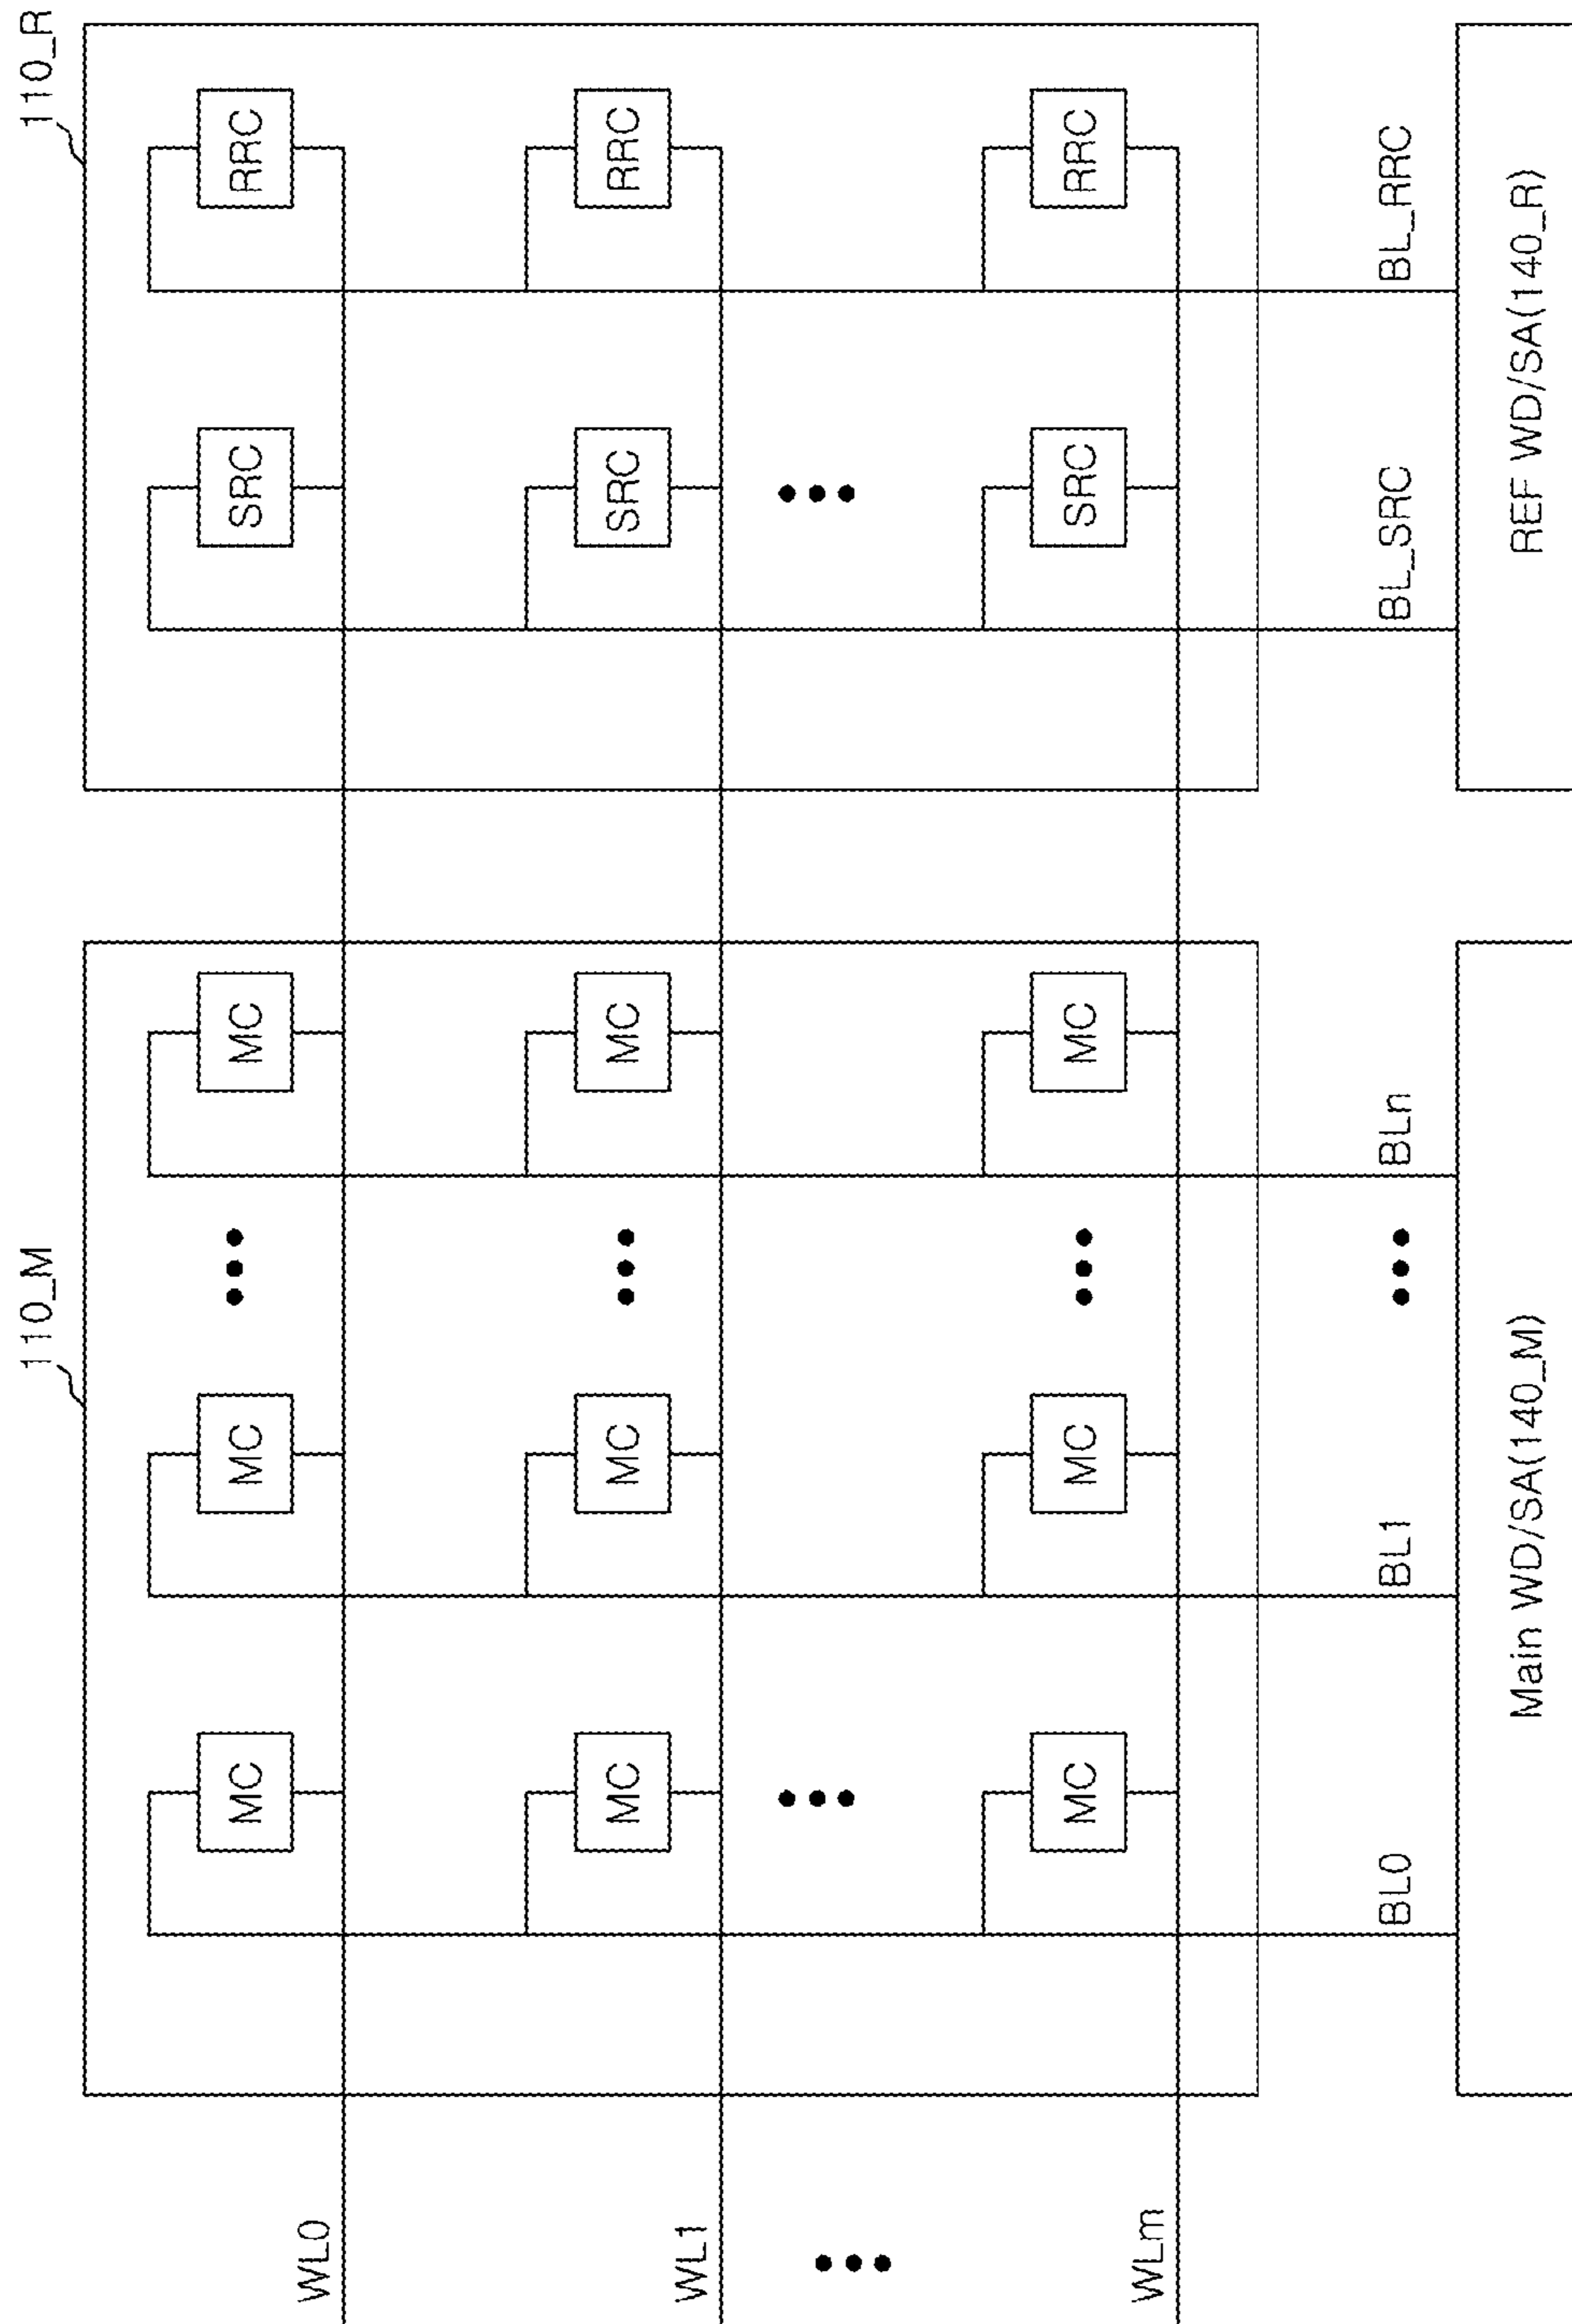 110_M
110_R
MC
MC
MC
SRC
RRC
WL0
MC
MC
MC
SRC
RRC
WL1
MC
MC
MC
SRC
RRC
WLm
BL0
BL1
BLn
BL_SRC
BL_RRC
Main WD/SA(140_M)
REF WD/SA(140_R)